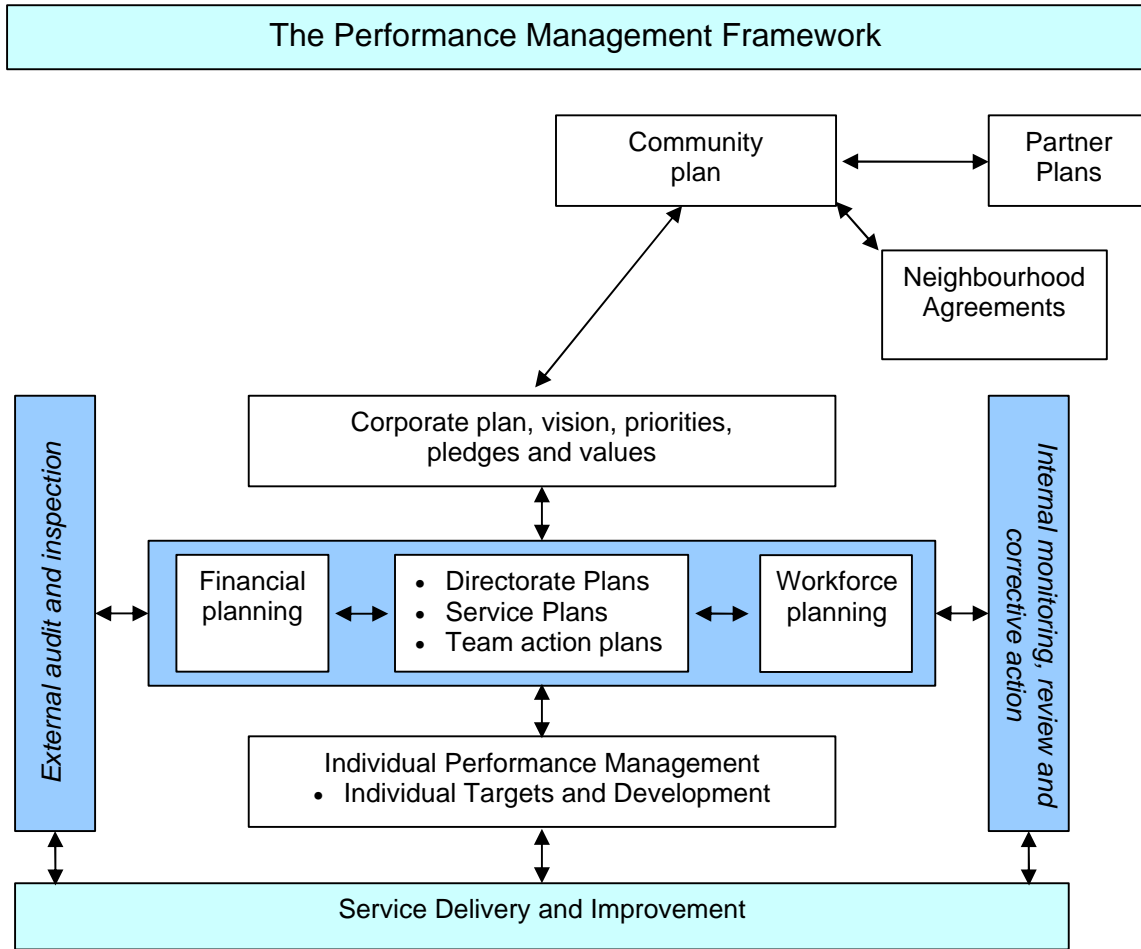 The Performance Management Framework
Community
plan
Partner
Plans
Neighbourhood
Agreements
Corporate plan, vision, priorities,
pledges and values
External audit and inspection
Internal monitoring, review and
corrective action
Financial
planning
• Directorate Plans
• Service Plans
• Team action plans
Workforce
planning
Individual Performance Management
• Individual Targets and Development
Service Delivery and Improvement